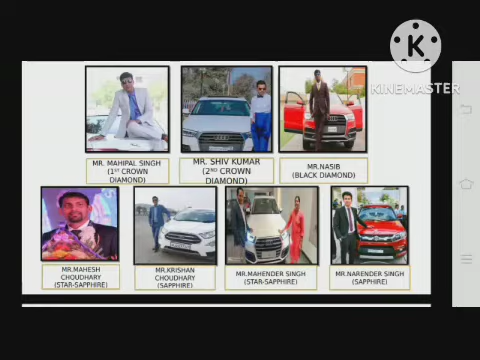 K
KINEMASTER
MR. MAHIPAL SINGH
(1ST CROWN
DIAMOND)
MR. SHIV KUMAR
(2ND CROWN
DIAMOND)
MR.NASIB
(BLACK DIAMOND)
MR.MAHESH
CHOUDHARY
(STAR-SAPPHIRE)
MR.KRISHAN
CHOUDHARY
(SAPPHIRE)
MR.MAHENDER SINGH
(STAR-SAPPHIRE)
MR.NARENDER SINGH
(SAPPHIRE)